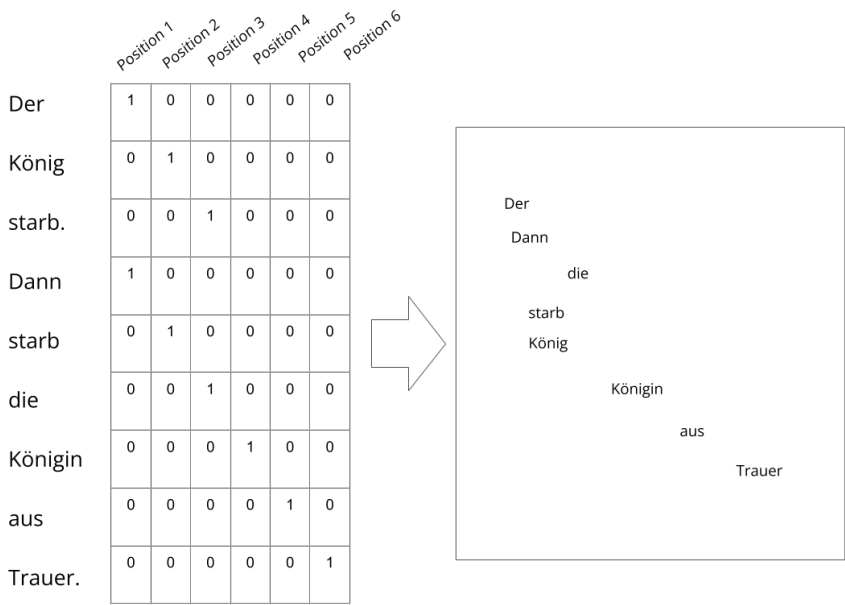 Position 1 Position 2 Position 3 Position 4 Position 5 Position 6
Der 1 0 0 0 0 0
König 0 1 0 0 0 0
starb. 0 0 1 0 0 0
Dann 1 0 0 0 0 0
starb 0 1 0 0 0 0
die 0 0 1 0 0 0
Königin 0 0 0 1 0 0
aus 0 0 0 0 1 0
Trauer. 0 0 0 0 0 1
Der
Dann
die
starb
König
Königin
aus
Trauer